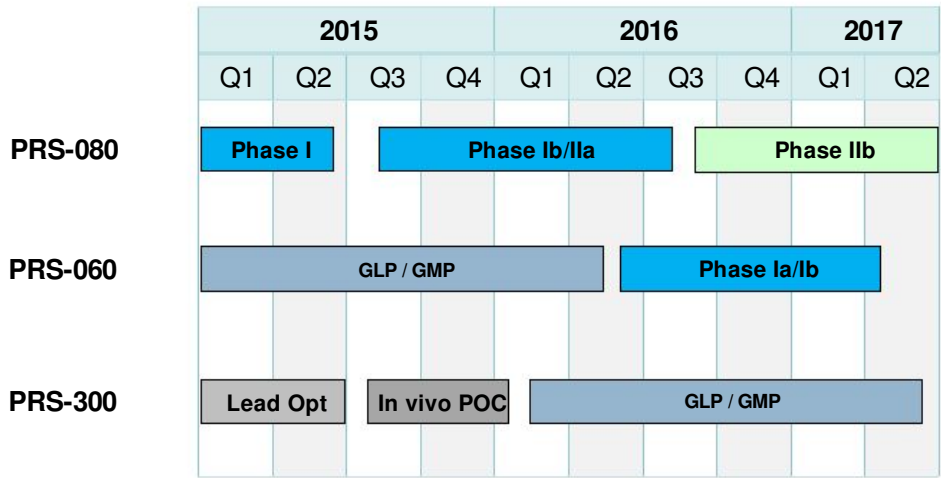 2015 2016 2017
Q1 Q2 Q3 Q4 Q1 Q2 Q3 Q4 Q1 Q2
PRS-080 Phase I Phase Ib/IIa Phase IIb
PRS-060 GLP / GMP Phase Ia/Ib
PRS-300 Lead Opt In vivo POC GLP / GMP